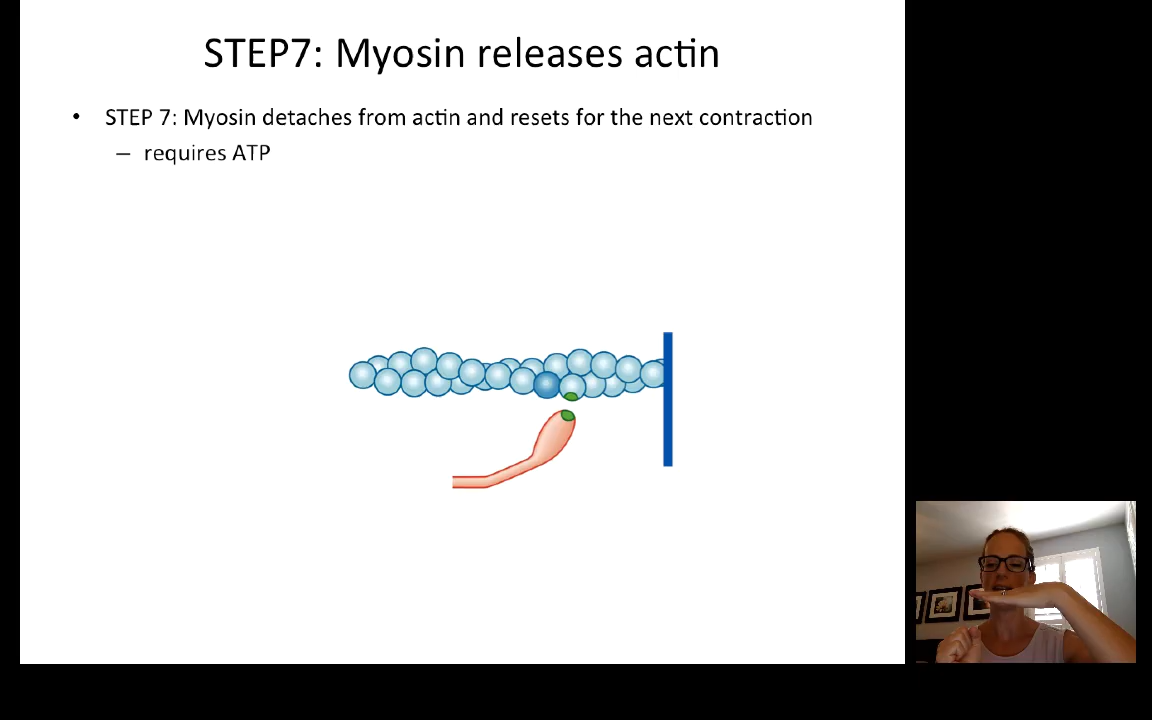 STEP7: Myosin releases actin
• STEP 7: Myosin detaches from actin and resets for the next contraction
– requires ATP